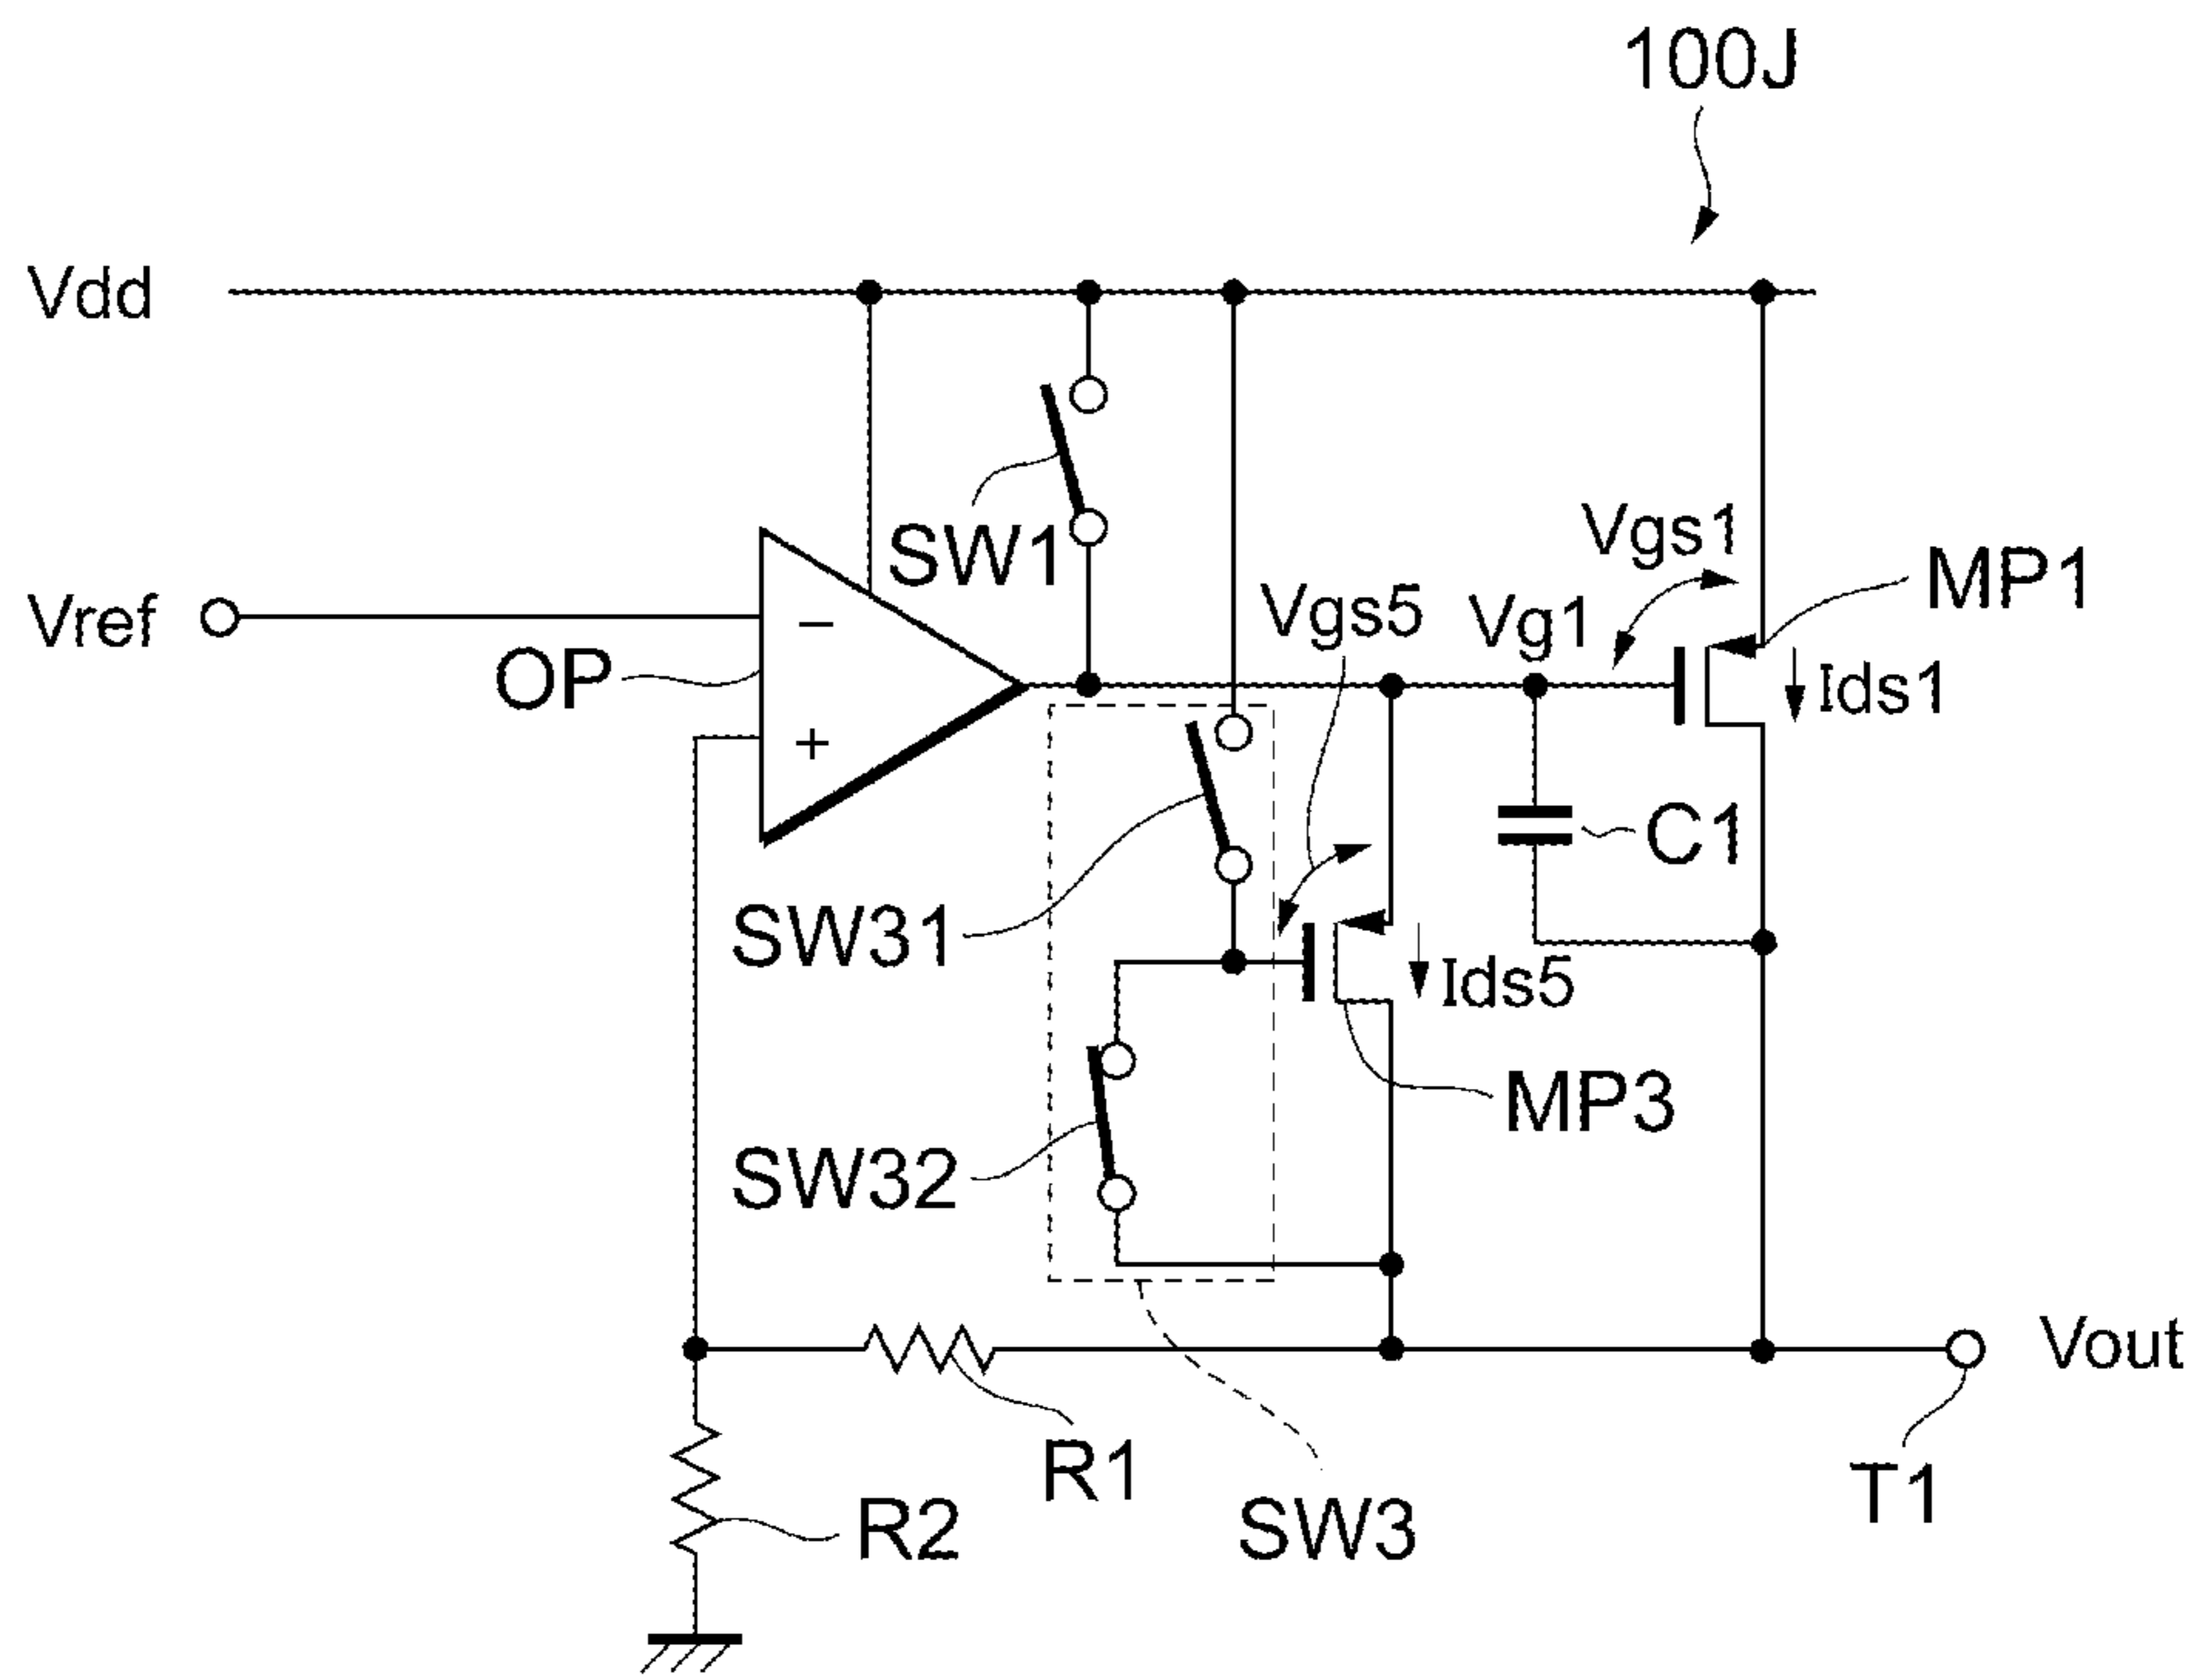 100J
Vdd
SW1
Vgs1
MP1
Vref
OP
−
+
Vgs5
Vg1
Ids1
C1
SW31
Ids5
MP3
SW32
Vout
R1
T1
R2
SW3